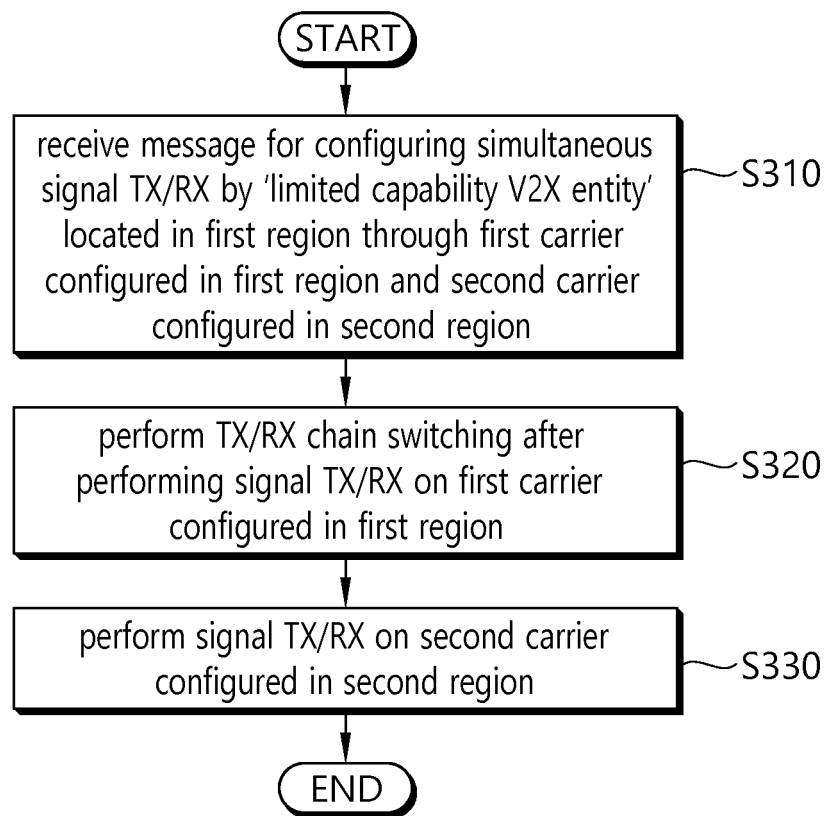 START
receive message for configuring simultaneous
signal TX/RX by 'limited capability V2X entity'
located in first region through first carrier
configured in first region and second carrier
configured in second region
S310
perform TX/RX chain switching after
performing signal TX/RX on first carrier
configured in first region
S320
perform signal TX/RX on second carrier
configured in second region
S330
END